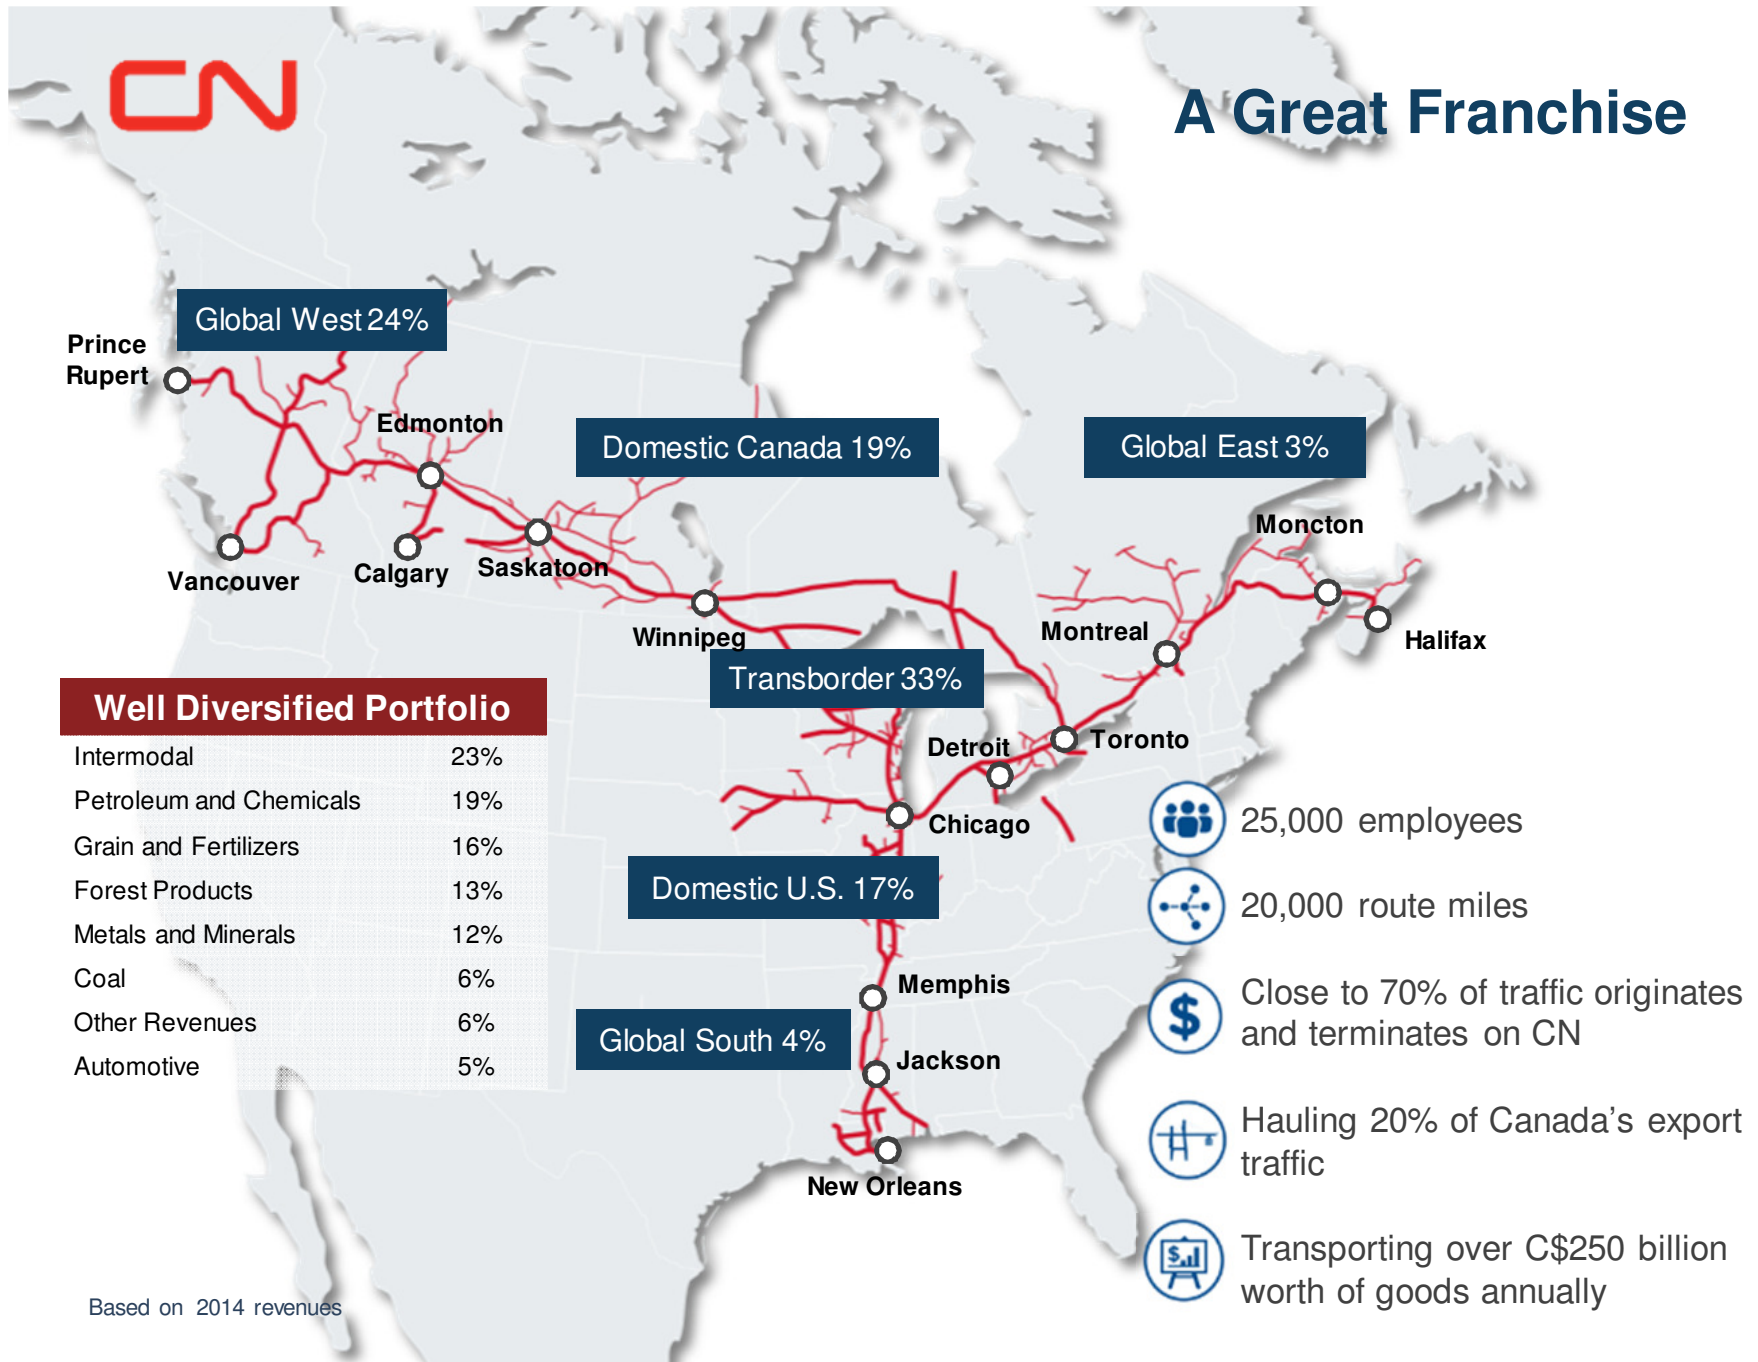 CN
A Great Franchise
Global West 24%
Prince
Rupert
Edmonton
Domestic Canada 19%
Global East 3%
Moncton
Vancouver
Calgary
Saskatoon
Winnipeg
Montreal
Halifax
Transborder 33%
Well Diversified Portfolio
Intermodal 23%
Petroleum and Chemicals 19%
Grain and Fertilizers 16%
Forest Products 13%
Metals and Minerals 12%
Coal 6%
Other Revenues 6%
Automotive 5%
Detroit
Toronto
Chicago
Domestic U.S. 17%
Memphis
Global South 4%
Jackson
New Orleans
25,000 employees
20,000 route miles
$
Close to 70% of traffic originates
and terminates on CN
Hauling 20% of Canada’s export
traffic
$
Transporting over C$250 billion
worth of goods annually
Based on 2014 revenues